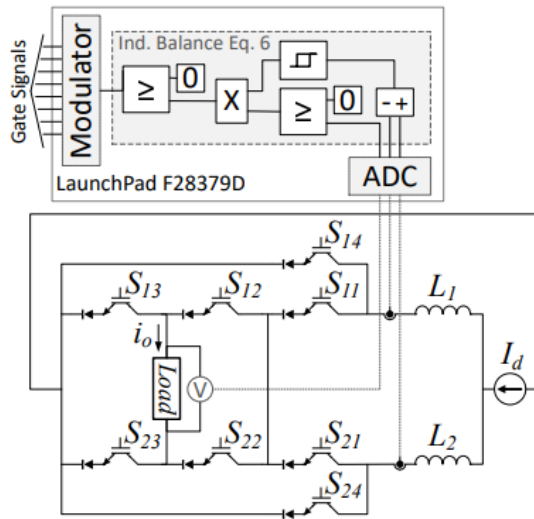 Gate Signals
Modulator
Ind. Balance Eq. 6
≥
0
X
≥
0
- +
LaunchPad F28379D
ADC
S14
S13
S12
S11
L1
io
Load
V
Id
S23
S22
S21
L2
S24